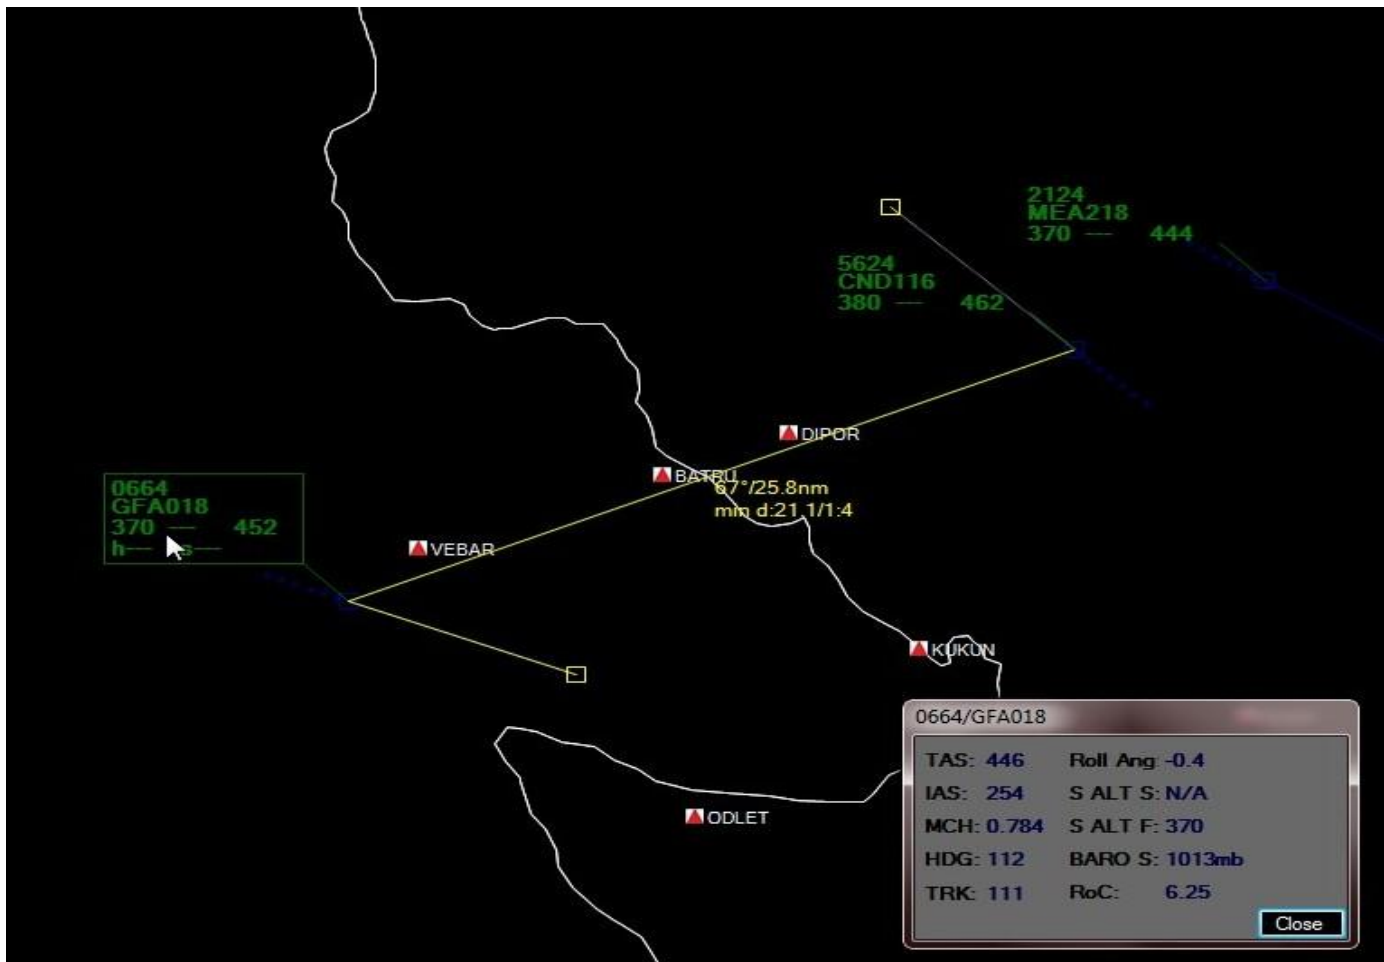 2124
MEA218
370 --- 444
5624
CND116
380 --- 462
DIPOR
BATRU
67°/25.8nm
min d:21.1/1:4
0664
GFA018
370 --- 452
h--- s---
VEBAR
KUKUN
ODLET
0664/GFA018
TAS: 446 Roll Ang: -0.4
IAS: 254 S ALT S: N/A
MCH: 0.784 S ALT F: 370
HDG: 112 BARO S: 1013mb
TRK: 111 RoC: 6.25
Close